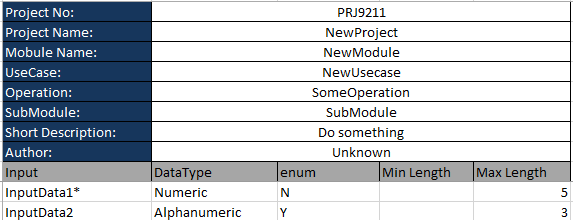 Project No: PRJ9211
Project Name: NewProject
Mobule Name: NewModule
UseCase: NewUsecase
Operation: SomeOperation
SubModule: SubModule
Short Description: Do something
Author: Unknown
Input DataType enum Min Length Max Length
InputData1* Numeric N 5
InputData2 Alphanumeric Y 3